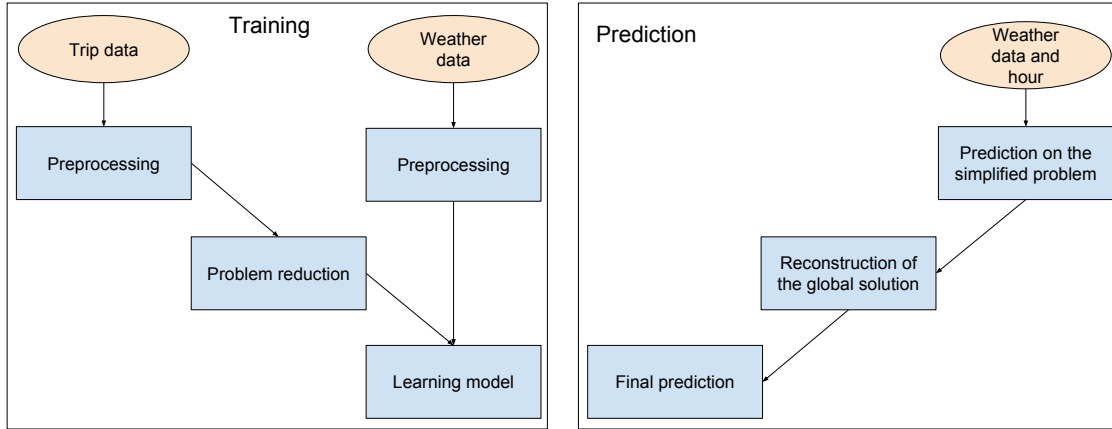 Training
Trip data
Weather
data
Preprocessing
Preprocessing
Problem reduction
Learning model
Prediction
Weather
data and
hour
Prediction on the
simplified problem
Reconstruction of
the global solution
Final prediction